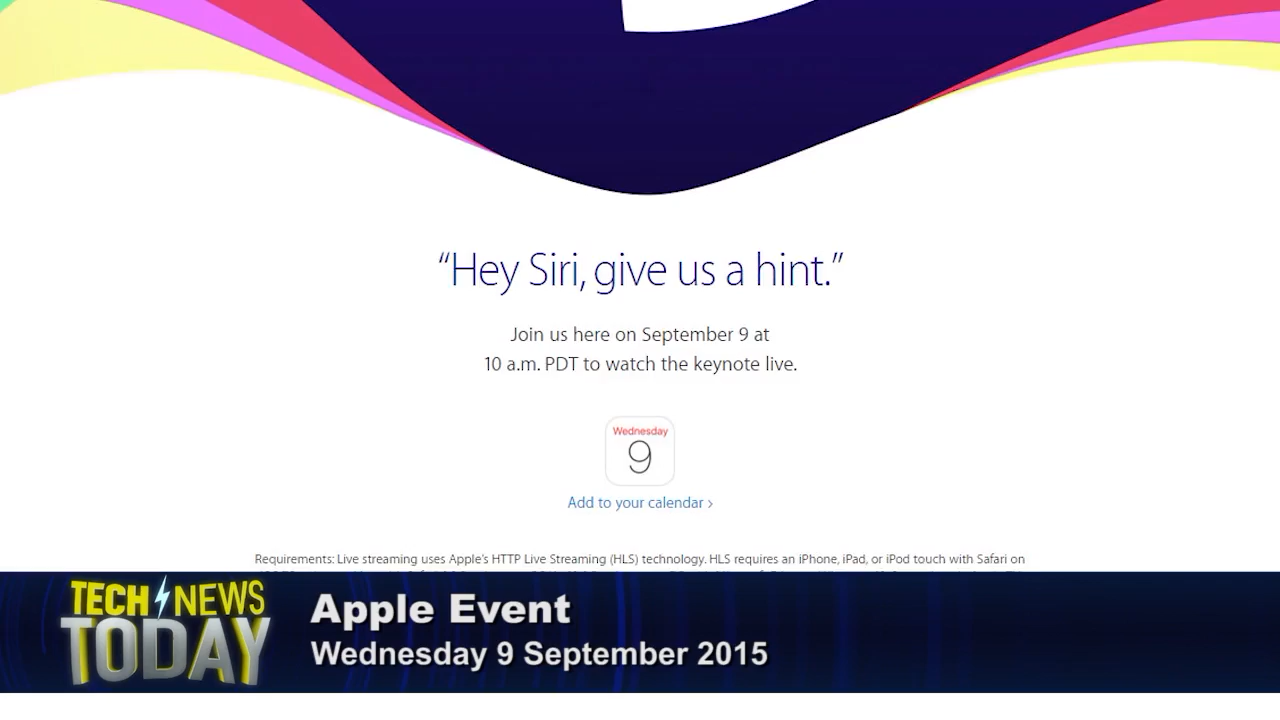 “Hey Siri, give us a hint.”
Join us here on September 9 at
10 a.m. PDT to watch the keynote live.
Wednesday
9
Add to your calendar ›
Requirements: Live streaming uses Apple’s HTTP Live Streaming (HLS) technology. HLS requires an iPhone, iPad, or iPod touch with Safari on
TECH NEWS
TODAY
Apple Event
Wednesday 9 September 2015